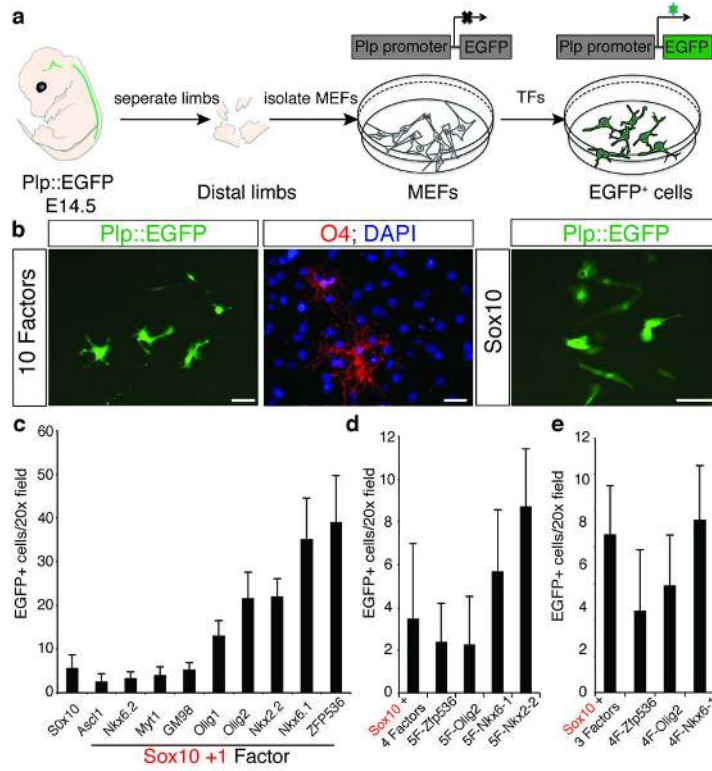 a
Plp promoter
EGFP
Plp promoter
EGFP
seperate limbs
isolate MEFs
TFs
Plp::EGFP
E14.5
Distal limbs
MEFs
EGFP⁺ cells
b
Plp::EGFP
O4; DAPI
Plp::EGFP
10 Factors
Sox10
c
EGFP+ cells/20x field
60
50
40
30
20
10
0
S0x10
Ascl1
Nkx6.2
Myt1
GM98
Olig1
Olig2
Nkx2.2
Nkx6.1
ZFP536
Sox10 +1 Factor
d
EGFP+ cells/20x field
14
12
10
8
6
4
2
0
Sox10 +
4 Factors
5F-Zfp536
5F-Olig2
5F-Nkx6-1
5F-Nkx2-2
e
EGFP+ cells/20x field
14
12
10
8
6
4
2
0
Sox10 +
3 Factors
4F-Zfp536
4F-Olig2
4F-Nkx6-1